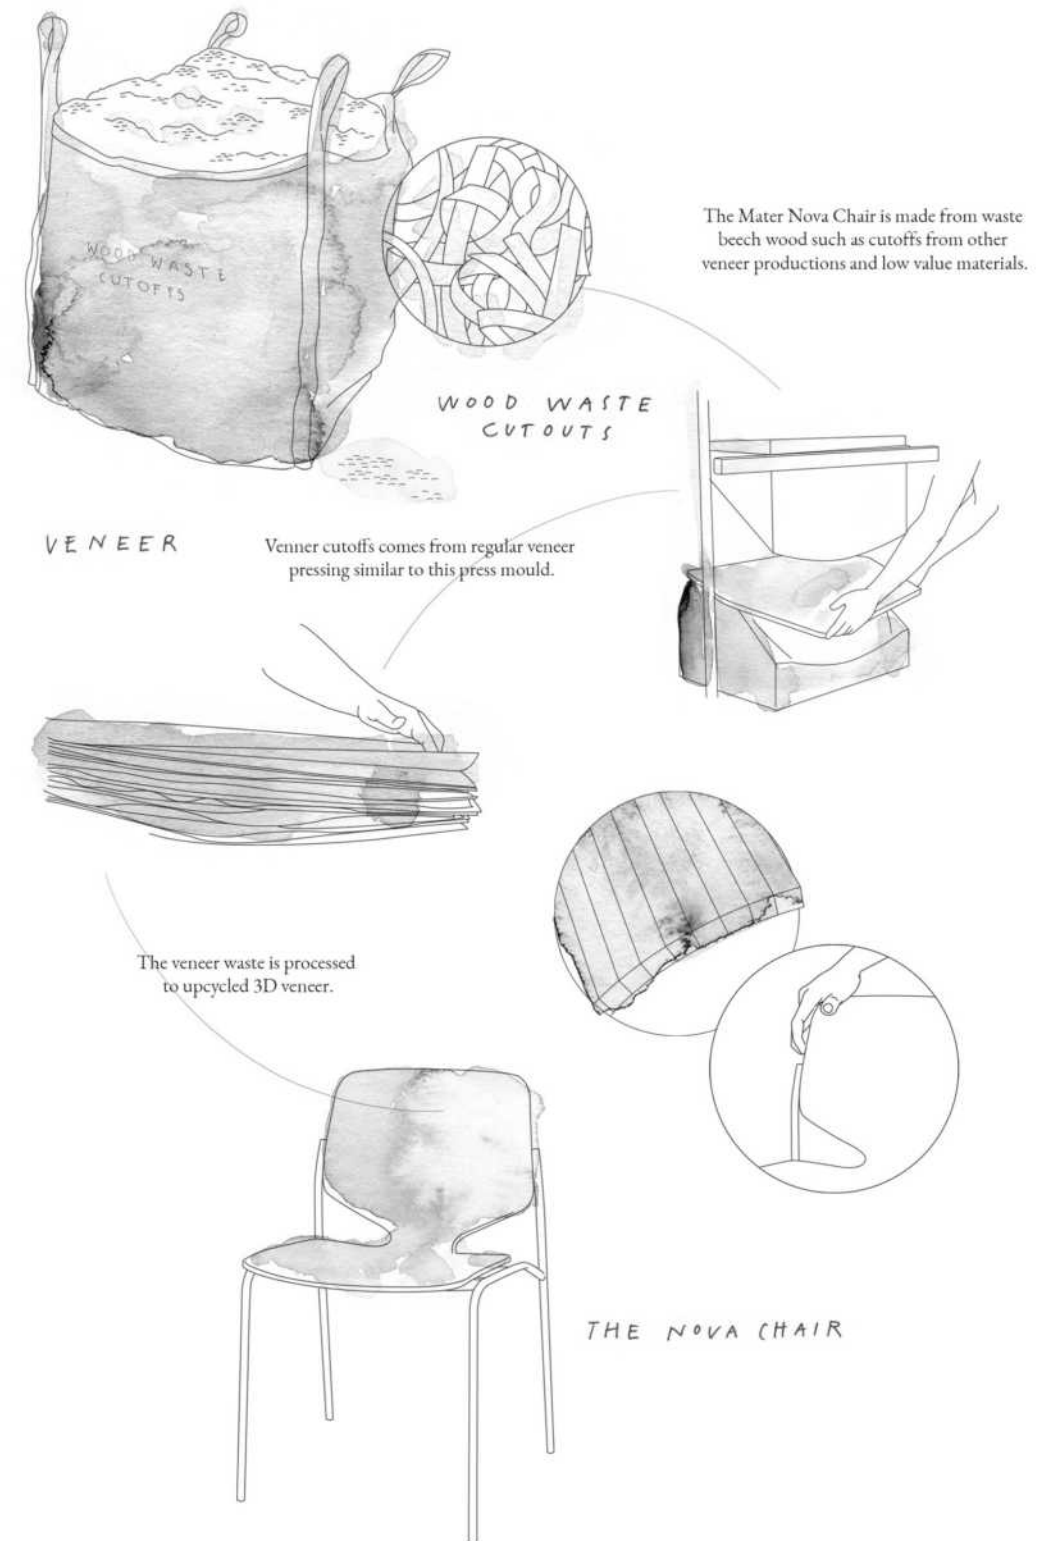 WOOD WASTE
CUTOFFS
The Mater Nova Chair is made from waste
beech wood such as cutoffs from other
veneer productions and low value materials.
WOOD WASTE
CUTOUTS
VENEER
Venner cutoffs comes from regular veneer
pressing similar to this press mould.
The veneer waste is processed
to upcycled 3D veneer.
THE NOVA CHAIR